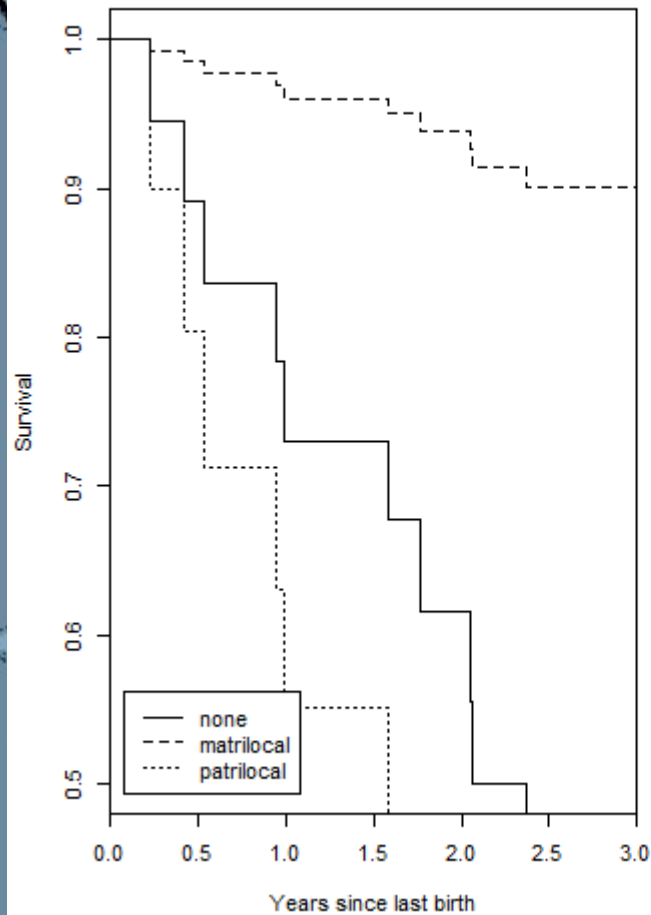 1.0
0.9
0.8
0.7
0.6
0.5
Survival
none
matrilocal
patrilocal
0.0 0.5 1.0 1.5 2.0 2.5 3.0
Years since last birth